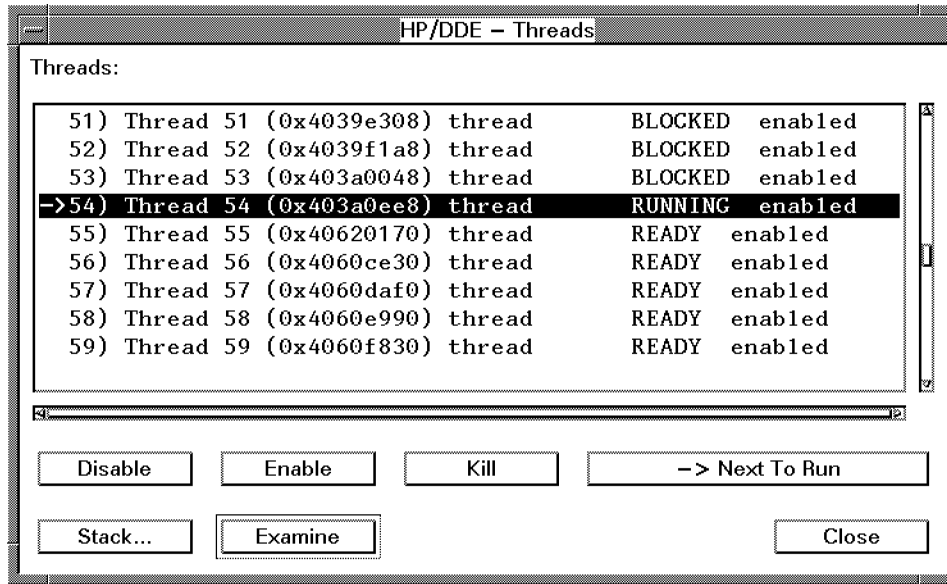 HP/DDE – Threads
Threads:
51) Thread 51 (0x4039e308) thread BLOCKED enabled
52) Thread 52 (0x4039f1a8) thread BLOCKED enabled
53) Thread 53 (0x403a0048) thread BLOCKED enabled
->54) Thread 54 (0x403a0ee8) thread RUNNING enabled
55) Thread 55 (0x40620170) thread READY enabled
56) Thread 56 (0x4060ce30) thread READY enabled
57) Thread 57 (0x4060daf0) thread READY enabled
58) Thread 58 (0x4060e990) thread READY enabled
59) Thread 59 (0x4060f830) thread READY enabled
Disable Enable Kill -> Next To Run
Stack... Examine Close